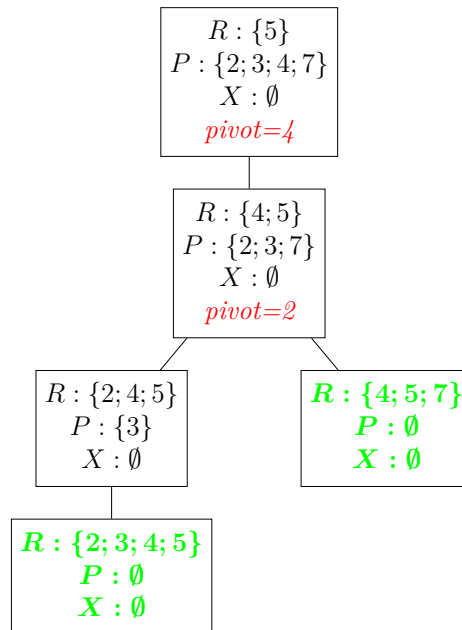 R : {5}
P : {2; 3; 4; 7}
X : ∅
pivot=4
R : {4; 5}
P : {2; 3; 7}
X : ∅
pivot=2
R : {2; 4; 5}
P : {3}
X : ∅
R : {4; 5; 7}
P : ∅
X : ∅
R : {2; 3; 4; 5}
P : ∅
X : ∅